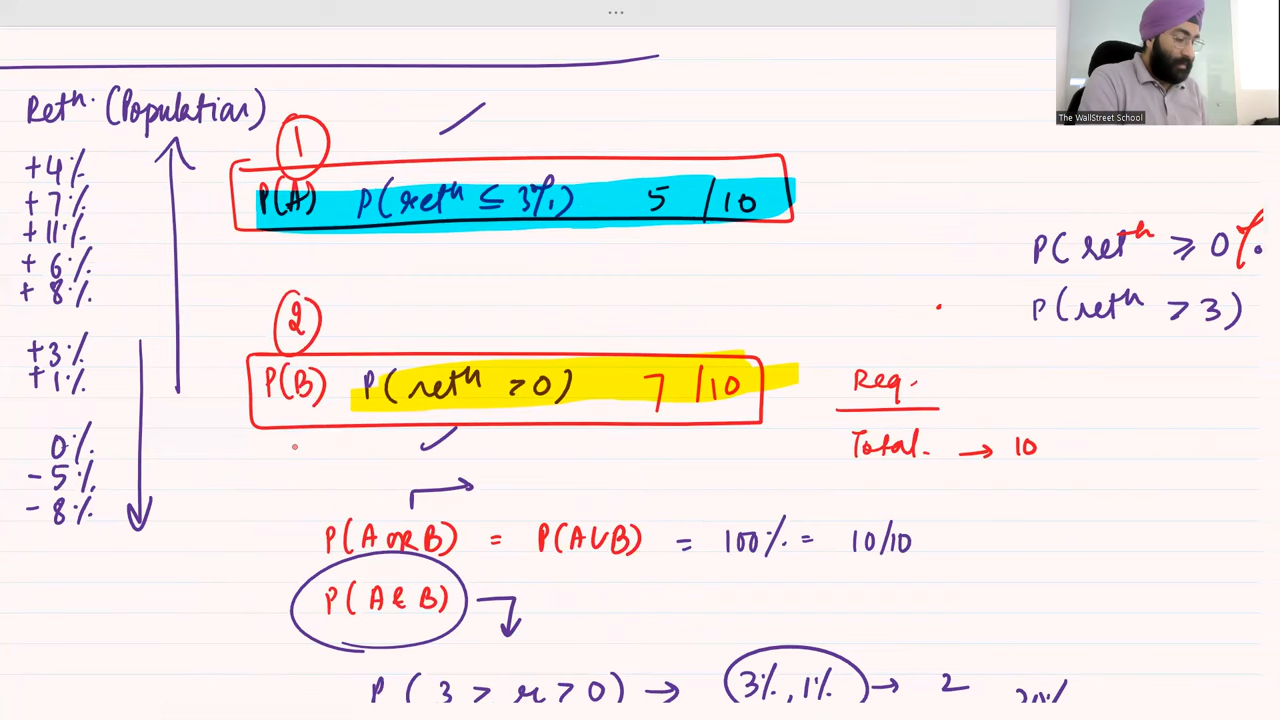 ...
The WallStreet School
Retⁿ. (Population)
+4%
+7%
+11%
+6%
+8%
+3%
+1%
0%
-5%
-8%
1
P(A) P(retⁿ ≤ 3%) 5 /10
2
P(B) P(retⁿ >0) 7 /10
P(retⁿ ≥ 0%
P(retⁿ > 3)
Req.
Total. → 10
P(A OR B) = P(A∪B) = 100% = 10/10
P(A & B)
P( 3 > r > 0) → 3%, 1% → 2